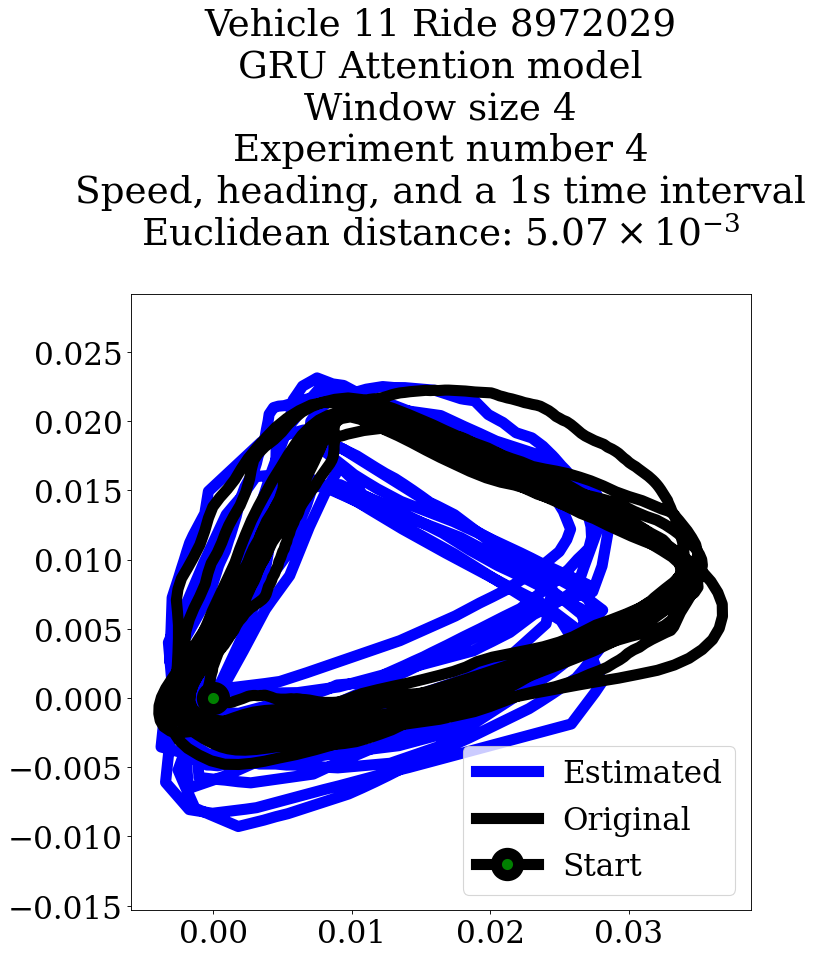 Vehicle 11 Ride 8972029
GRU Attention model
Window size 4
Experiment number 4
Speed, heading, and a 1s time interval
Euclidean distance: 5.07 × 10⁻³
0.025
0.020
0.015
0.010
0.005
0.000
−0.005
−0.010
−0.015
Estimated
Original
Start
0.00 0.01 0.02 0.03